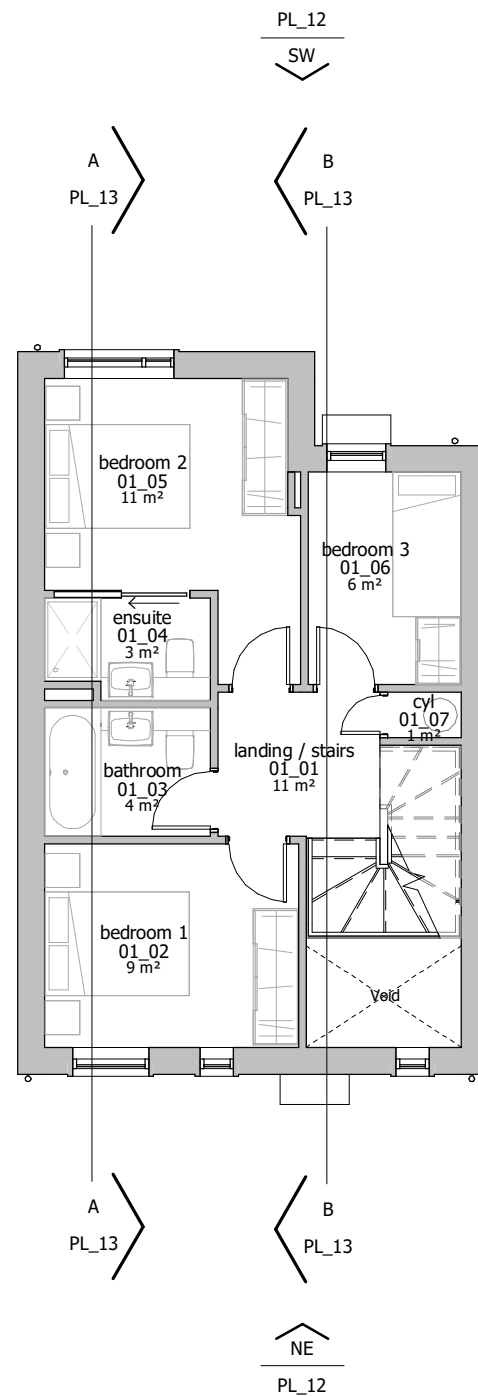 PL_12
SW
A
B
PL_13
PL_13
bedroom 2
01_05
11 m²
bedroom 3
01_06
6 m²
ensuite
01_04
3 m²
cyl
01_07
1 m²
landing / stairs
01_01
11 m²
bathroom
01_03
4 m²
bedroom 1
01_02
9 m²
Void
A
B
PL_13
PL_13
NE
PL_12